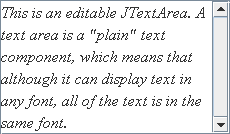 This is an editable JTextArea. A
text area is a "plain" text
component, which means that
although it can display text in
any font, all of the text is in the
same font.